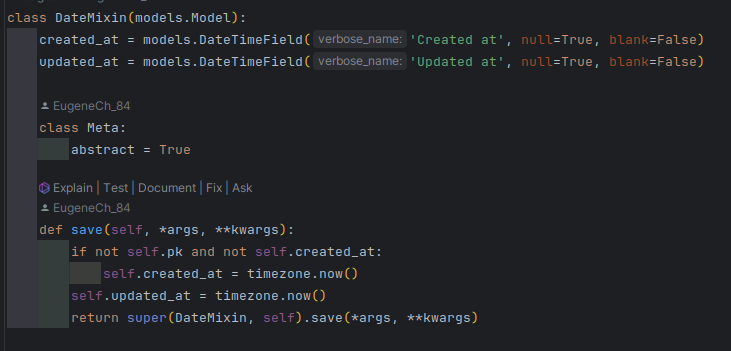 class DateMixin(models.Model):
created_at = models.DateTimeField( verbose_name: 'Created at', null=True, blank=False)
updated_at = models.DateTimeField( verbose_name: 'Updated at', null=True, blank=False)
EugeneCh_84
class Meta:
abstract = True
Explain | Test | Document | Fix | Ask
EugeneCh_84
def save(self, *args, **kwargs):
if not self.pk and not self.created_at:
self.created_at = timezone.now()
self.updated_at = timezone.now()
return super(DateMixin, self).save(*args, **kwargs)